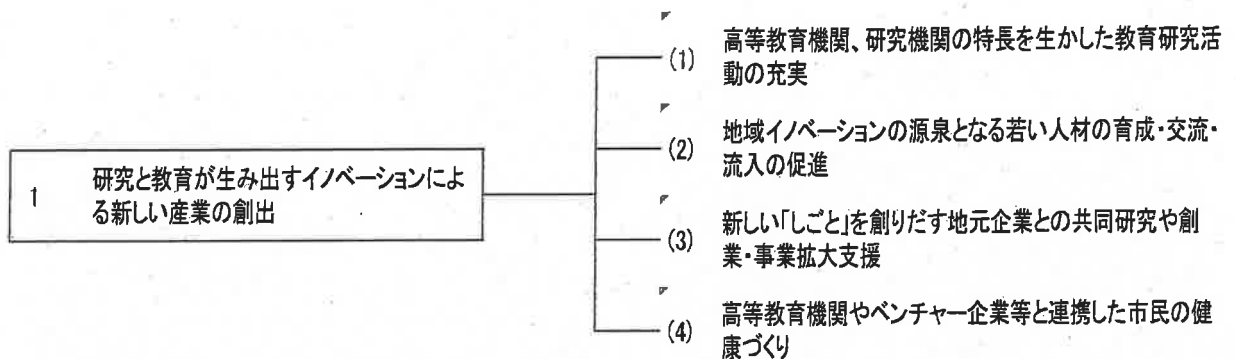 1 研究と教育が生み出すイノベーションによ
る新しい産業の創出
(1) 高等教育機関、研究機関の特長を生かした教育研究活
動の充実
(2) 地域イノベーションの源泉となる若い人材の育成・交流・
流入の促進
(3) 新しい「しごと」を創りだす地元企業との共同研究や創
業・事業拡大支援
(4) 高等教育機関やベンチャー企業等と連携した市民の健
康づくり